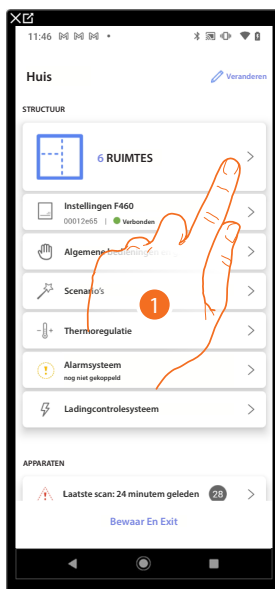 11:46
Huis
Veranderen
STRUCTUUR
6 RUIMTES
Instellingen F460
00012e65 | Verbonden
Algemene bedieningen
Scenario's
1
Thermoregulatie
Alarmsysteem
nog niet gekoppeld
Ladingcontrolesysteem
APPARATEN
Laatste scan: 24 minutem geleden 28
Bewaar En Exit